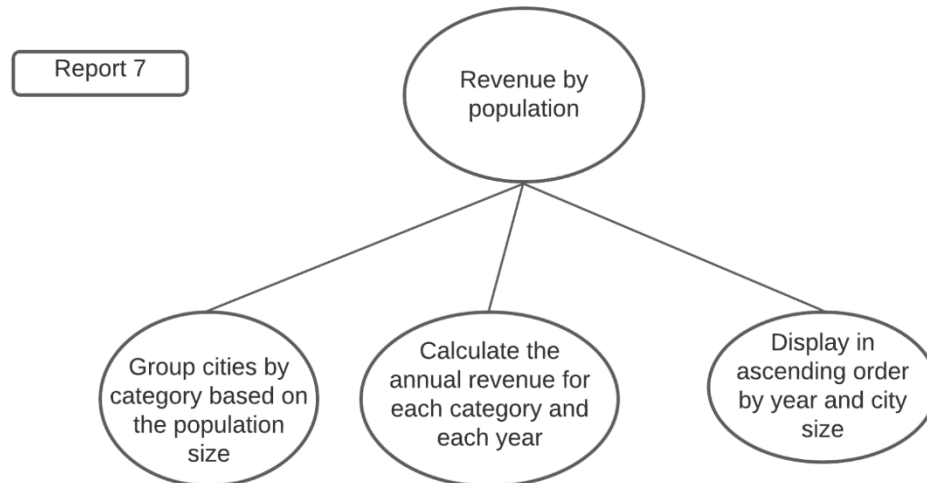 Report 7
Revenue by
population
Group cities by
category based on
the population
size
Calculate the
annual revenue for
each category and
each year
Display in
ascending order
by year and city
size